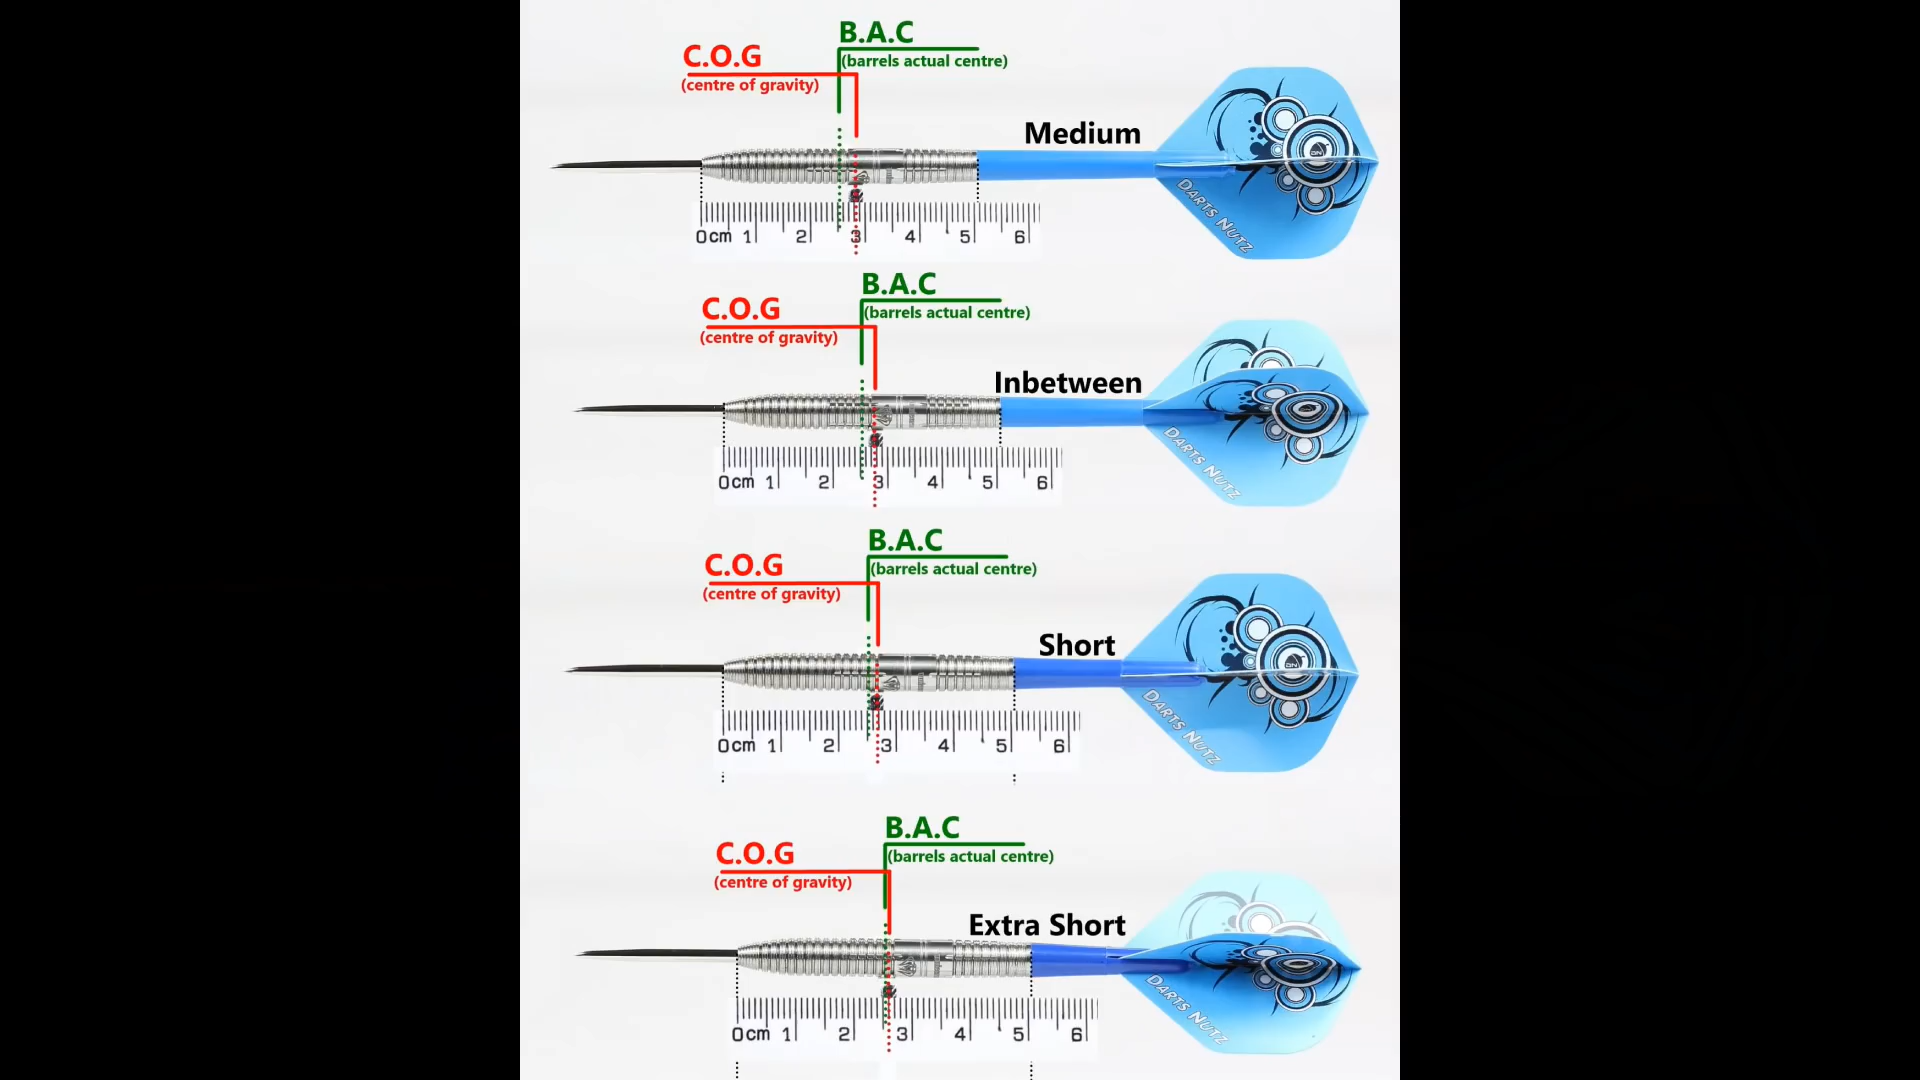 B.A.C
(barrels actual centre)
C.O.G
(centre of gravity)
Medium
DARTS NUTZ
0cm 1 2 3 4 5 6
B.A.C
(barrels actual centre)
C.O.G
(centre of gravity)
Inbetween
DARTS NUTZ
0cm 1 2 3 4 5 6
B.A.C
(barrels actual centre)
C.O.G
(centre of gravity)
Short
DN
DARTS NUTZ
0cm 1 2 3 4 5 6
B.A.C
(barrels actual centre)
C.O.G
(centre of gravity)
Extra Short
DARTS NUTZ
0cm 1 2 3 4 5 6